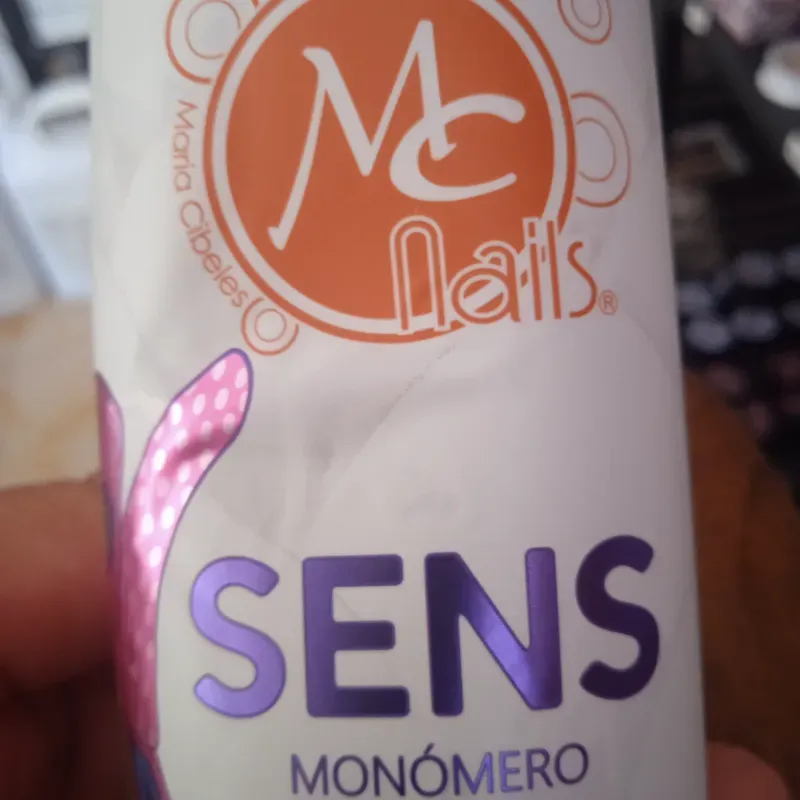 MC
nails®
Maria Cibeles
SENS
MONÓMERO